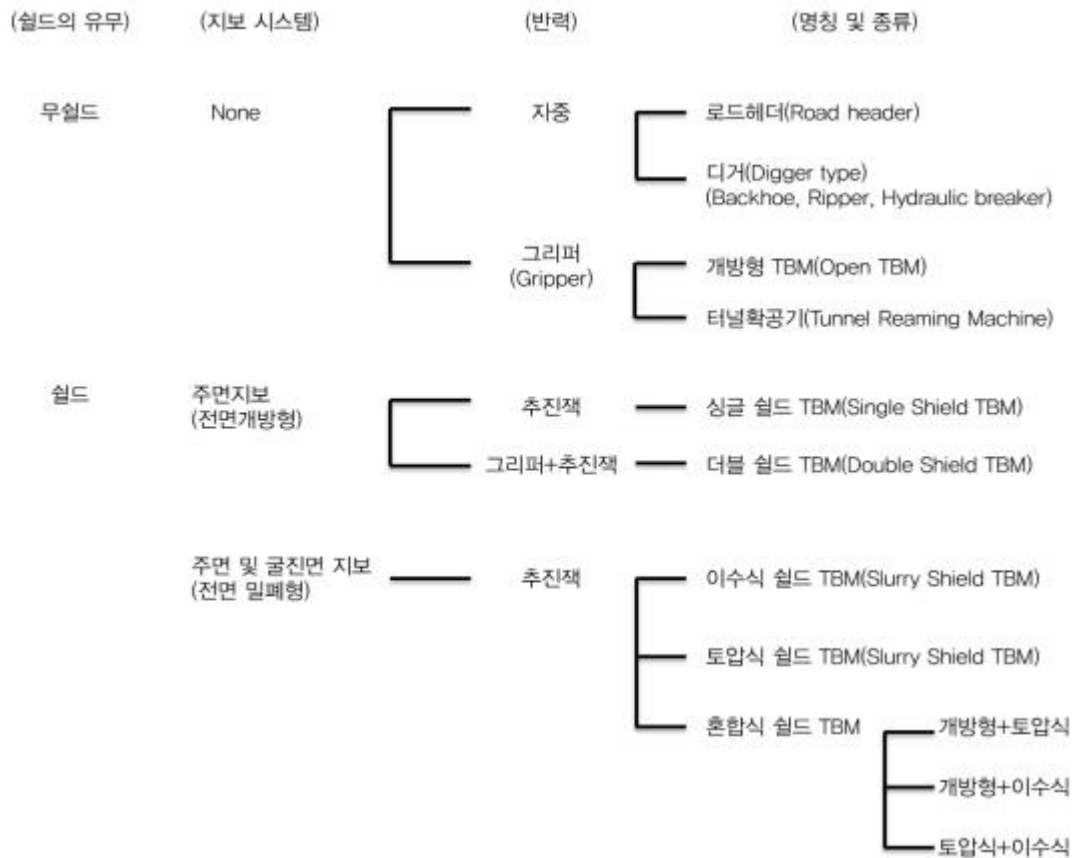 (쉴드의 유무) (지보 시스템) (반력) (명칭 및 종류)
무쉴드 None 자중 로드헤더(Road header)
디거(Digger type)
(Backhoe, Ripper, Hydraulic breaker)
그리퍼
(Gripper)
개방형 TBM(Open TBM)
터널확공기(Tunnel Reaming Machine)
쉴드 주면지보
(전면개방형)
추진잭 싱글 쉴드 TBM(Single Shield TBM)
그리퍼+추진잭 더블 쉴드 TBM(Double Shield TBM)
주면 및 굴진면 지보
(전면 밀폐형)
추진잭 이수식 쉴드 TBM(Slurry Shield TBM)
토압식 쉴드 TBM(Slurry Shield TBM)
혼합식 쉴드 TBM 개방형+토압식
개방형+이수식
토압식+이수식